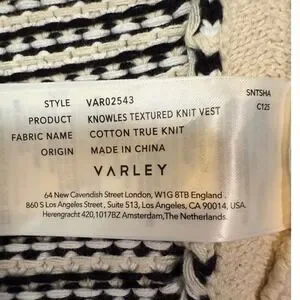 STYLE VAR02543
PRODUCT KNOWLES TEXTURED KNIT VEST
FABRIC NAME COTTON TRUE KNIT
ORIGIN MADE IN CHINA
VARLEY
64 New Cavendish Street London, W1G 8TB England
860 S Los Angeles Street, Suite 513, Los Angeles, CA 90014, USA.
Herengracht 420,1017BZ Amsterdam,The Netherlands.
SNTSHA
C125